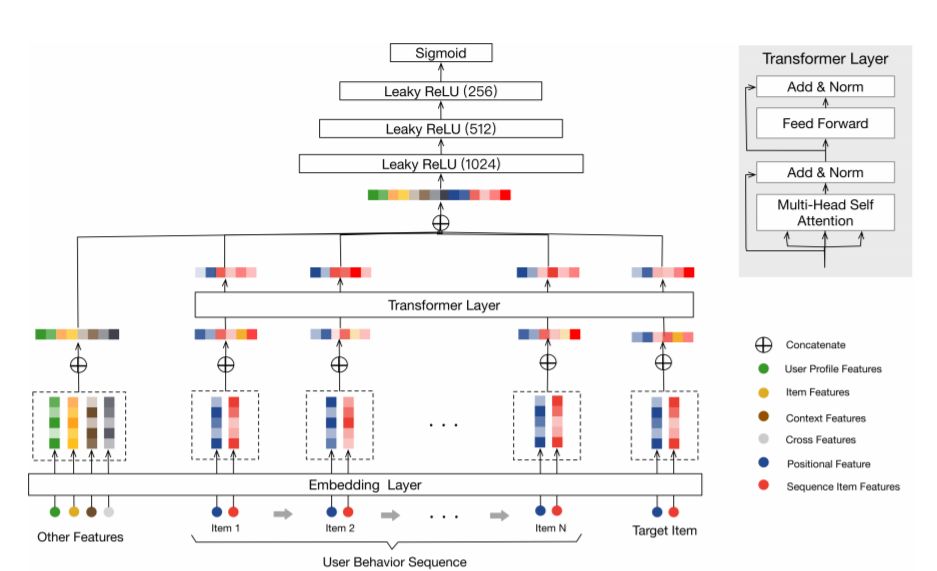 Sigmoid
Leaky ReLU (256)
Leaky ReLU (512)
Leaky ReLU (1024)
Transformer Layer
Embedding Layer
Other Features
Item 1
Item 2
. . .
. . .
Item N
Target Item
User Behavior Sequence
Transformer Layer
Add & Norm
Feed Forward
Add & Norm
Multi-Head Self
Attention
Concatenate
User Profile Features
Item Features
Context Features
Cross Features
Positional Feature
Sequence Item Features